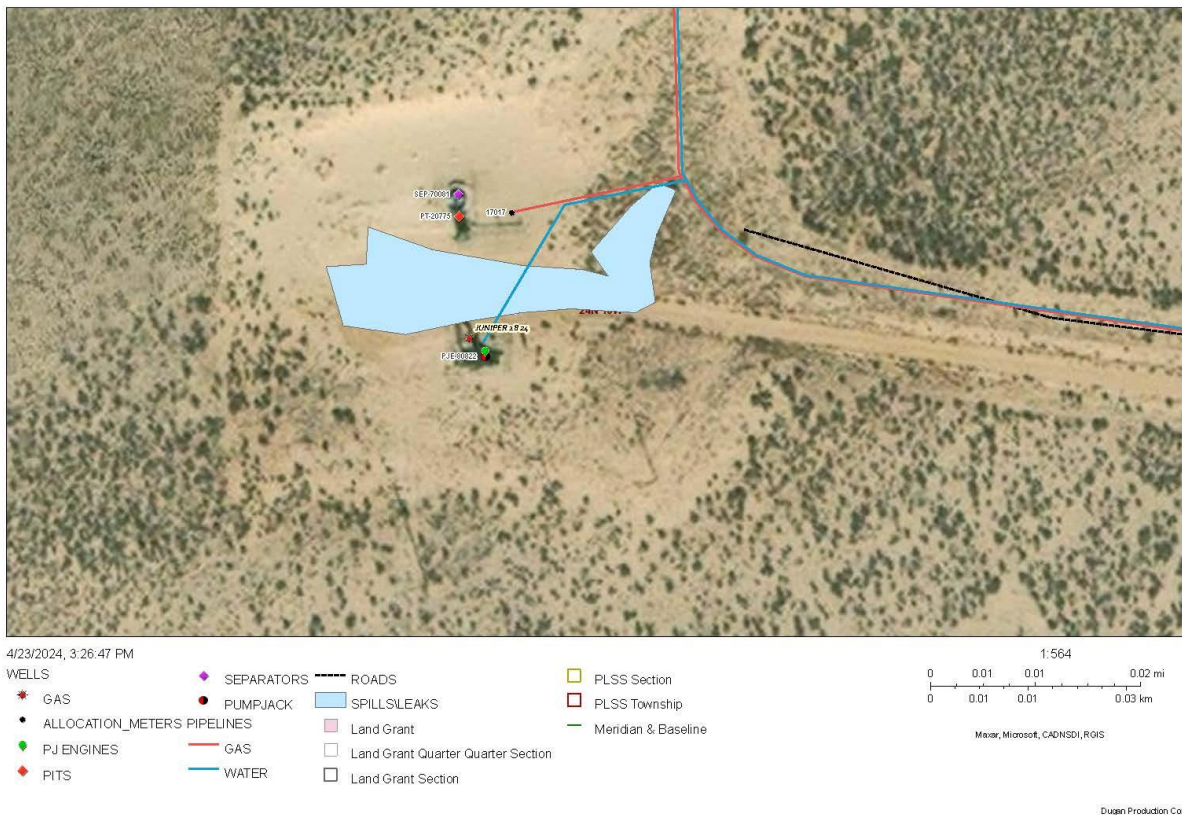 SEP-70081
PT-20775
17017
JUNIPER 18 24
PJE-80822
4/23/2024, 3:26:47 PM
WELLS
GAS
ALLOCATION_METERS
PJ ENGINES
PITS
SEPARATORS
PUMPJACK
PIPELINES
GAS
WATER
ROADS
SPILLS\LEAKS
Land Grant
Land Grant Quarter Quarter Section
Land Grant Section
PLSS Section
PLSS Township
Meridian & Baseline
1:564
0 0.01 0.01 0.02 mi
0 0.01 0.01 0.03 km
Maxar, Microsoft, CADNSDI, RGIS
Dugan Production Co